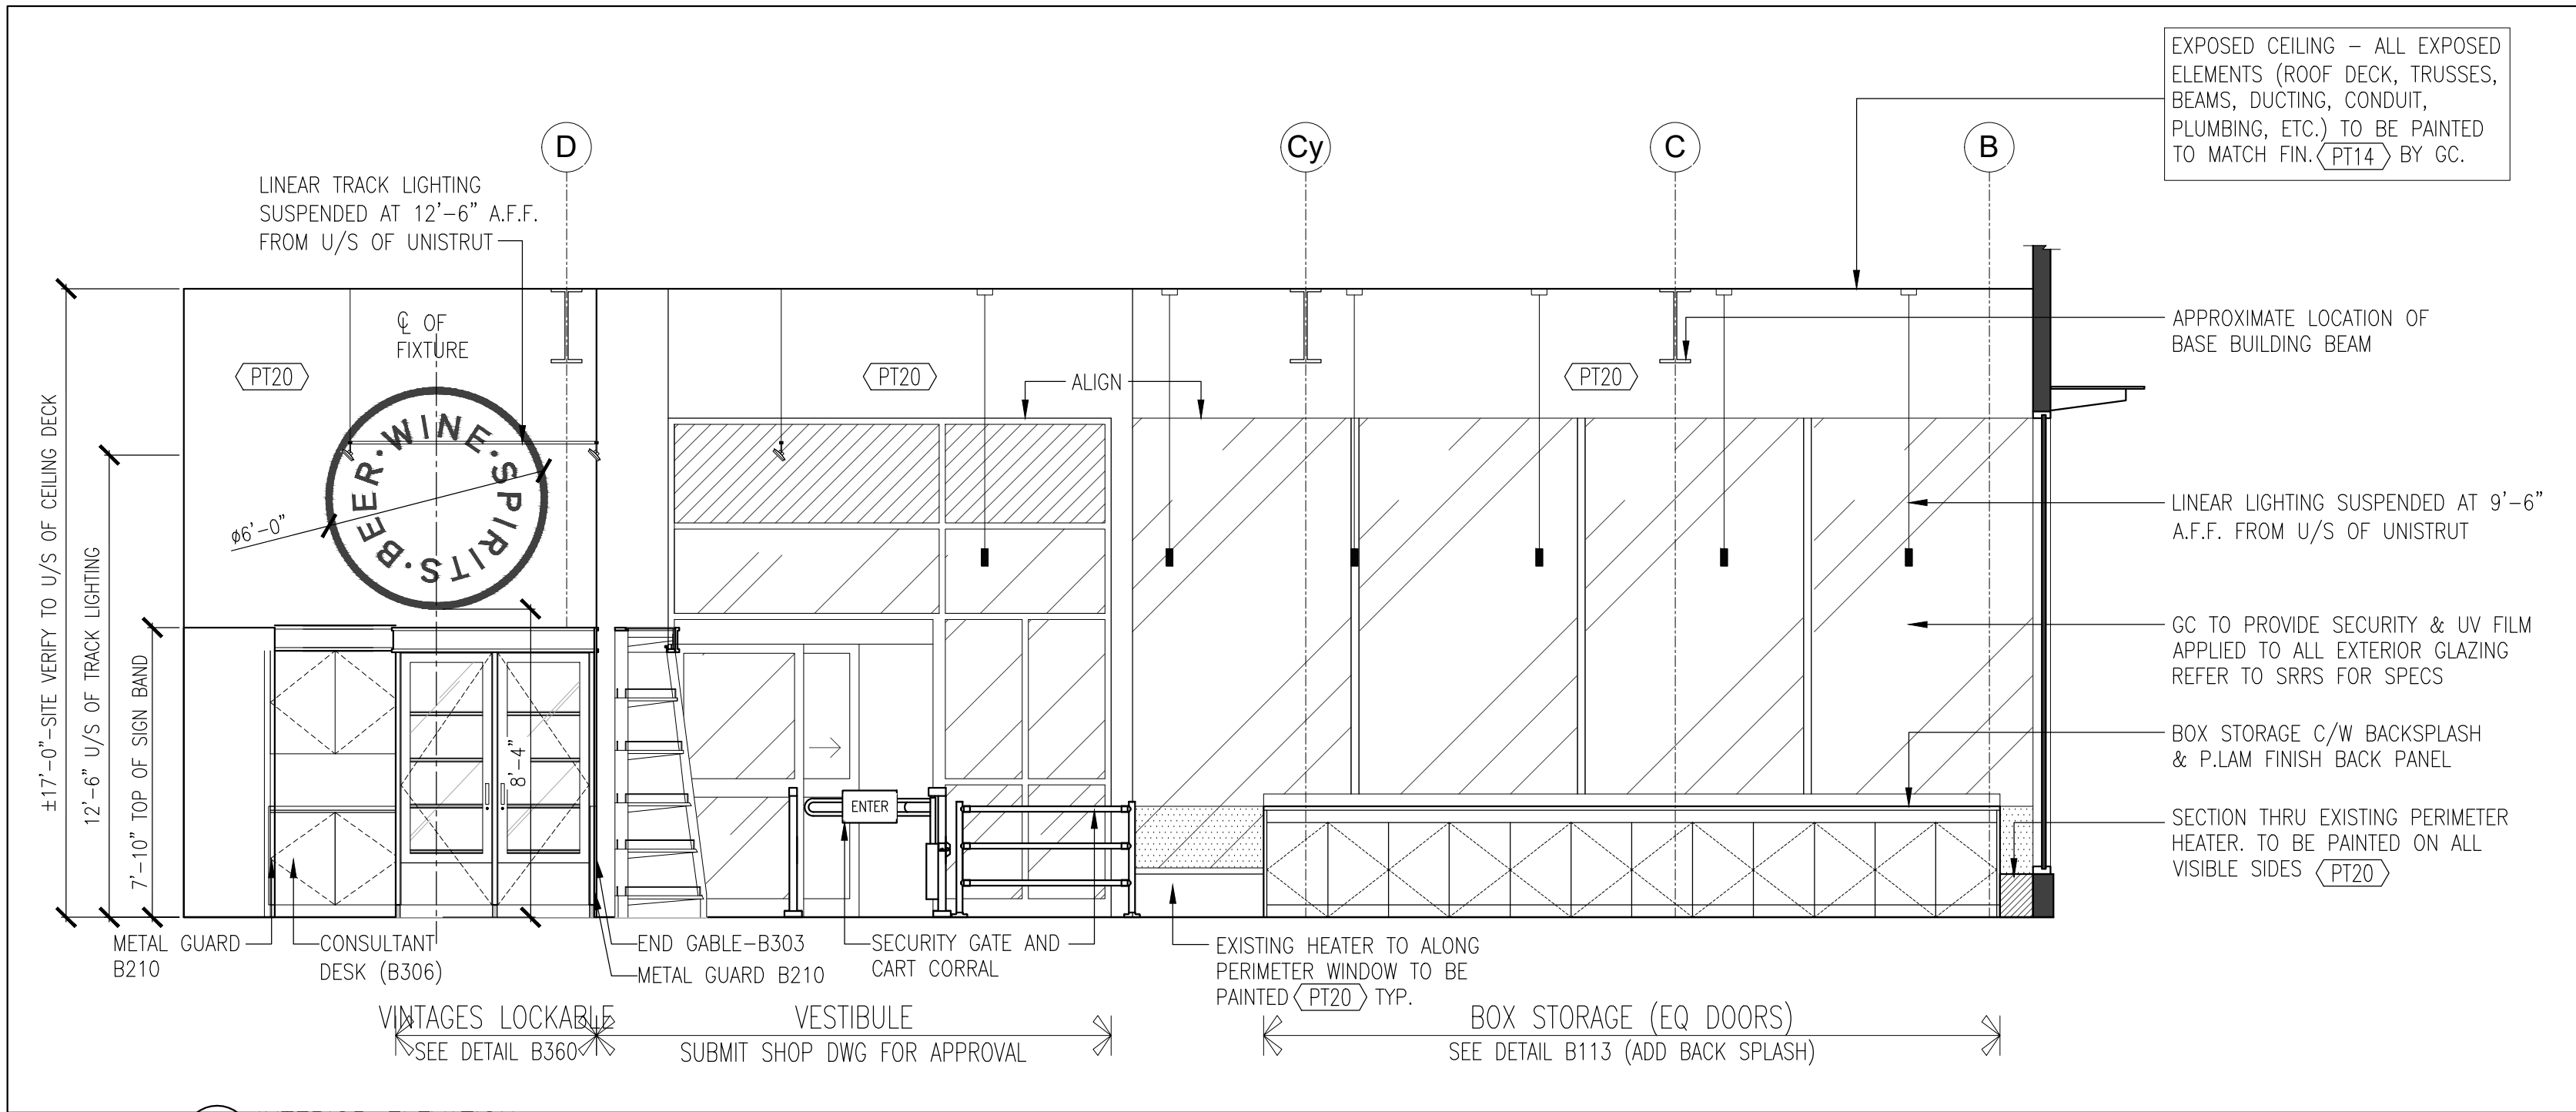 EXPOSED CEILING – ALL EXPOSED
ELEMENTS (ROOF DECK, TRUSSES,
BEAMS, DUCTING, CONDUIT,
PLUMBING, ETC.) TO BE PAINTED
TO MATCH FIN. PT14 BY GC.
D
Cy
C
B
LINEAR TRACK LIGHTING
SUSPENDED AT 12'-6" A.F.F.
FROM U/S OF UNISTRUT
℄ OF
FIXTURE
PT20
PT20
PT20
ALIGN
APPROXIMATE LOCATION OF
BASE BUILDING BEAM
BEER·WINE·SPIRITS·
ø6'-0"
±17'-0"-SITE VERIFY TO U/S OF CEILING DECK
12'-6" U/S OF TRACK LIGHTING
7'-10" TOP OF SIGN BAND
8'-4"
LINEAR LIGHTING SUSPENDED AT 9'-6"
A.F.F. FROM U/S OF UNISTRUT
GC TO PROVIDE SECURITY & UV FILM
APPLIED TO ALL EXTERIOR GLAZING
REFER TO SRRS FOR SPECS
BOX STORAGE C/W BACKSPLASH
& P.LAM FINISH BACK PANEL
ENTER
SECTION THRU EXISTING PERIMETER
HEATER. TO BE PAINTED ON ALL
VISIBLE SIDES PT20
METAL GUARD
B210
CONSULTANT
DESK (B306)
END GABLE-B303
METAL GUARD B210
SECURITY GATE AND
CART CORRAL
EXISTING HEATER TO ALONG
PERIMETER WINDOW TO BE
PAINTED PT20 TYP.
VINTAGES LOCKABLE
SEE DETAIL B360
VESTIBULE
SUBMIT SHOP DWG FOR APPROVAL
BOX STORAGE (EQ DOORS)
SEE DETAIL B113 (ADD BACK SPLASH)